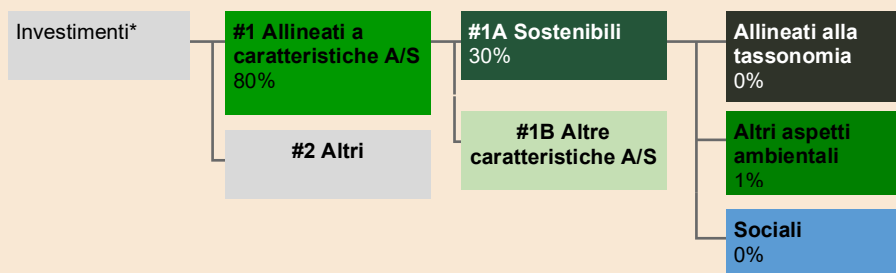 Investimenti*
#1 Allineati a
caratteristiche A/S
80%
#2 Altri
#1A Sostenibili
30%
#1B Altre
caratteristiche A/S
Allineati alla
tassonomia
0%
Altri aspetti
ambientali
1%
Sociali
0%